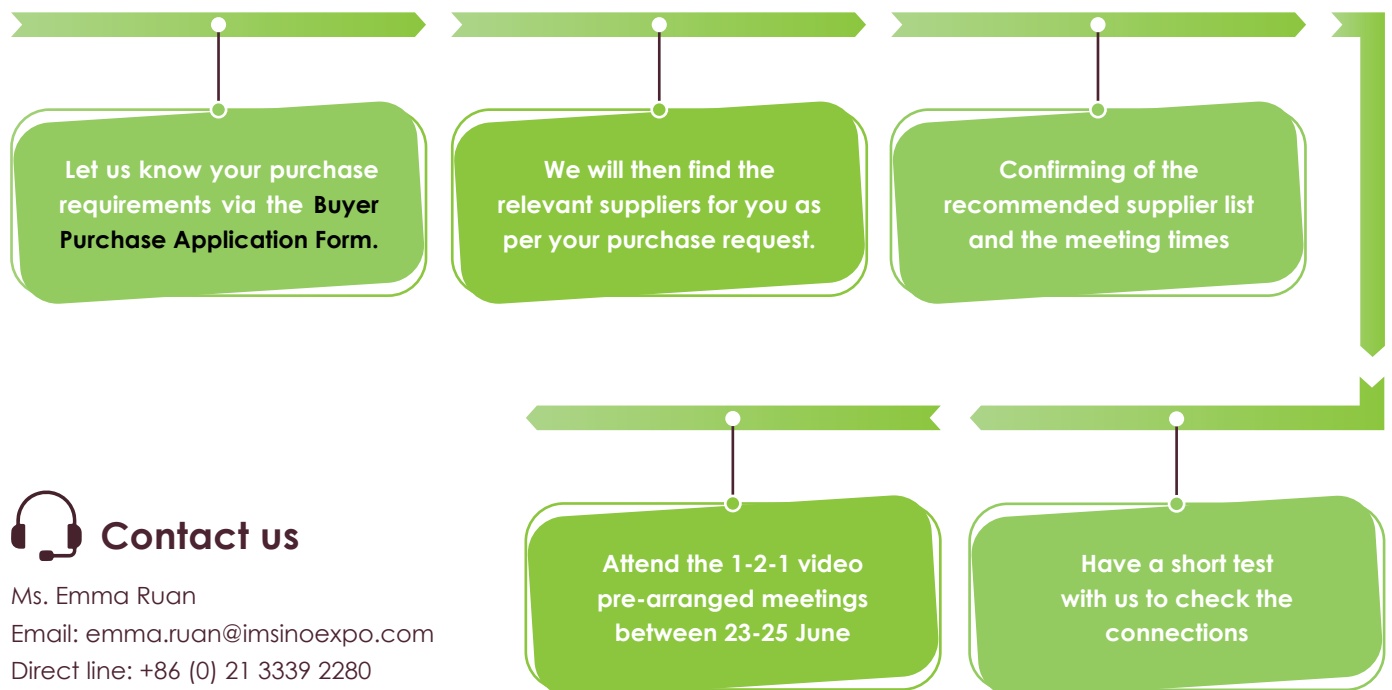 Let us know your purchase
requirements via the Buyer
Purchase Application Form.
We will then find the
relevant suppliers for you as
per your purchase request.
Confirming of the
recommended supplier list
and the meeting times
Have a short test
with us to check the
connections
Attend the 1-2-1 video
pre-arranged meetings
between 23-25 June
Contact us
Ms. Emma Ruan
Email: emma.ruan@imsinoexpo.com
Direct line: +86 (0) 21 3339 2280